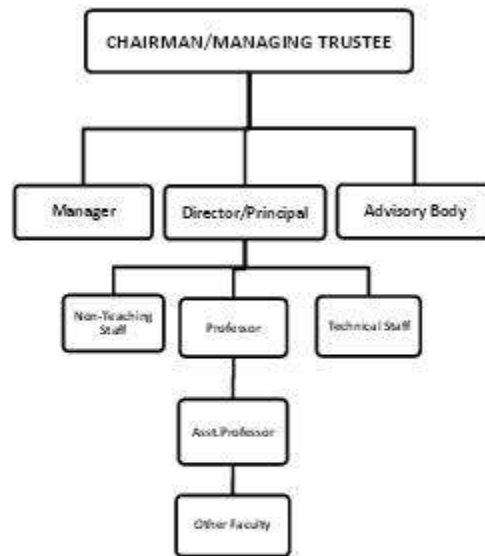 CHAIRMAN/MANAGING TRUSTEE
Manager
Director/Principal
Advisory Body
Non-Teaching
Staff
Professor
Technical Staff
Asst.Professor
Other Faculty